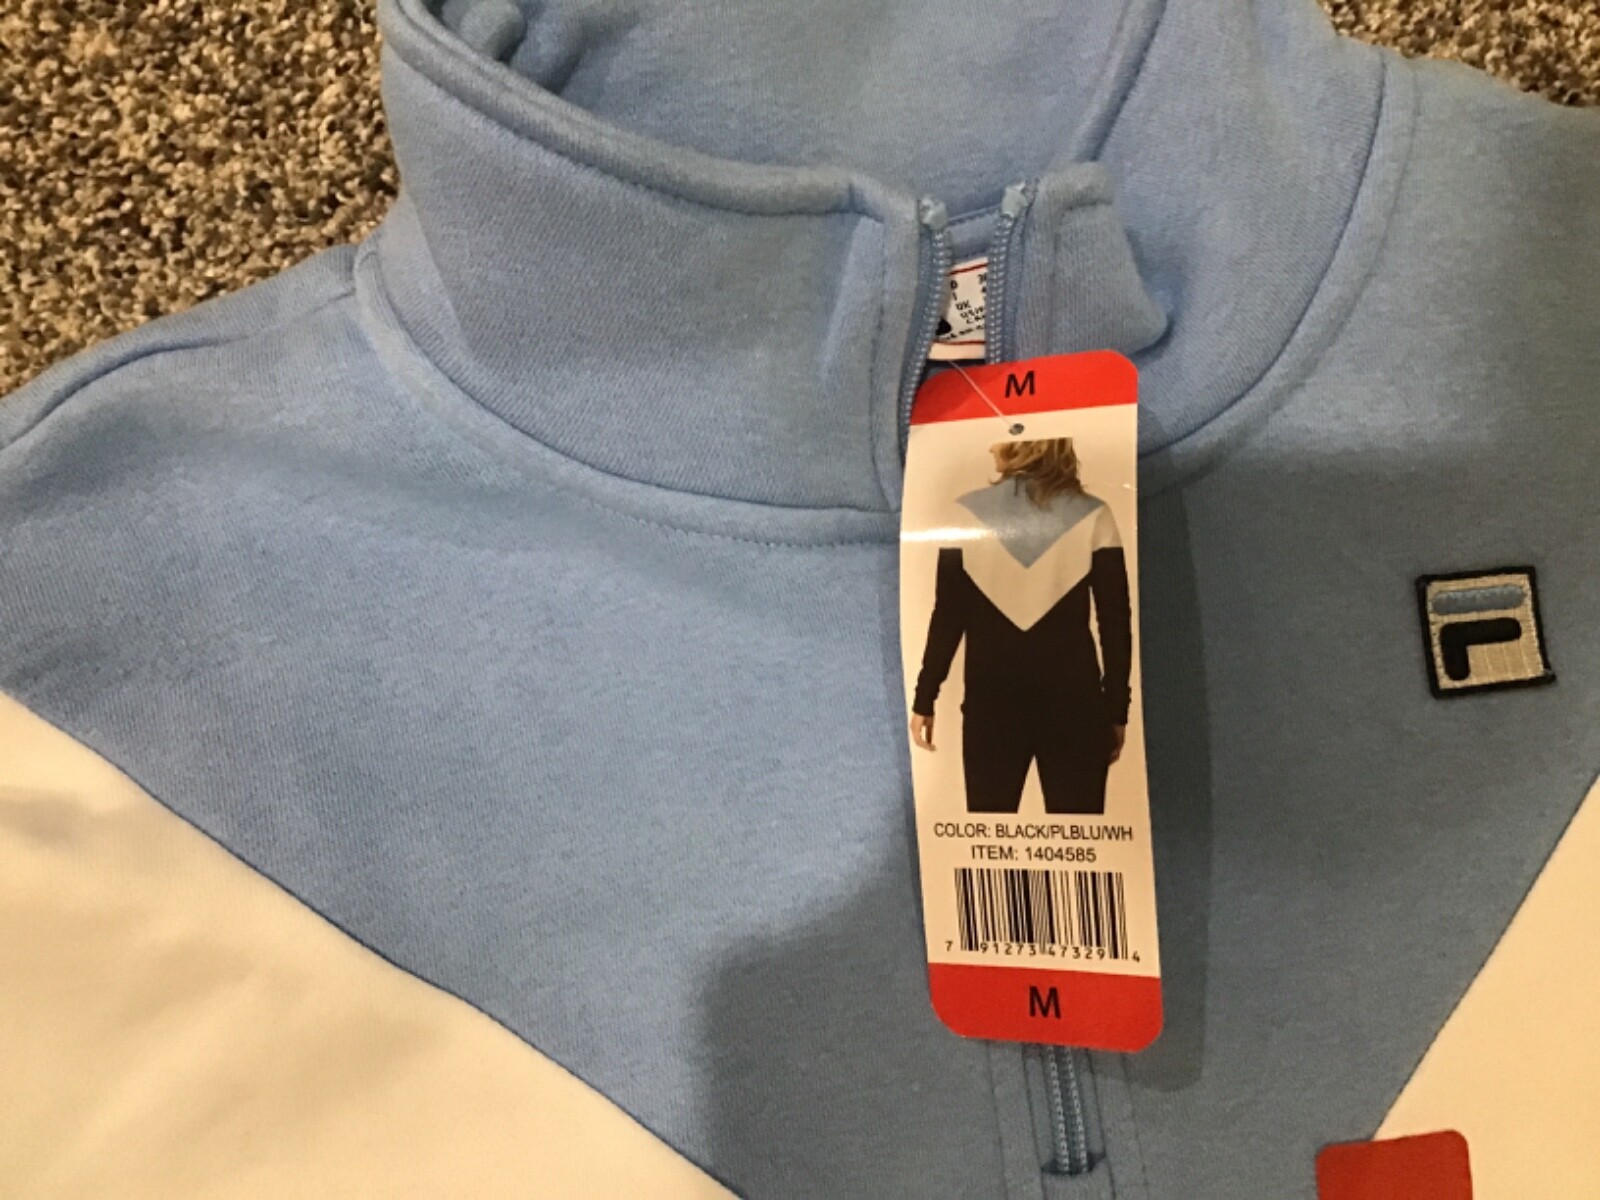 M
COLOR: BLACK/PLBLU/WH
ITEM: 1404585
7 91273 47329 4
M